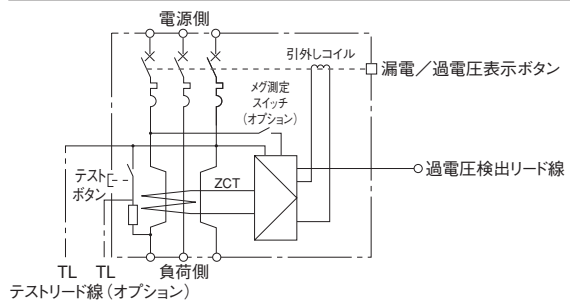 電源側
引外しコイル
漏電／過電圧表示ボタン
メグ測定
スイッチ
(オプション)
過電圧検出リード線
テスト
ボタン
ZCT
TL
TL
負荷側
テストリード線(オプション)